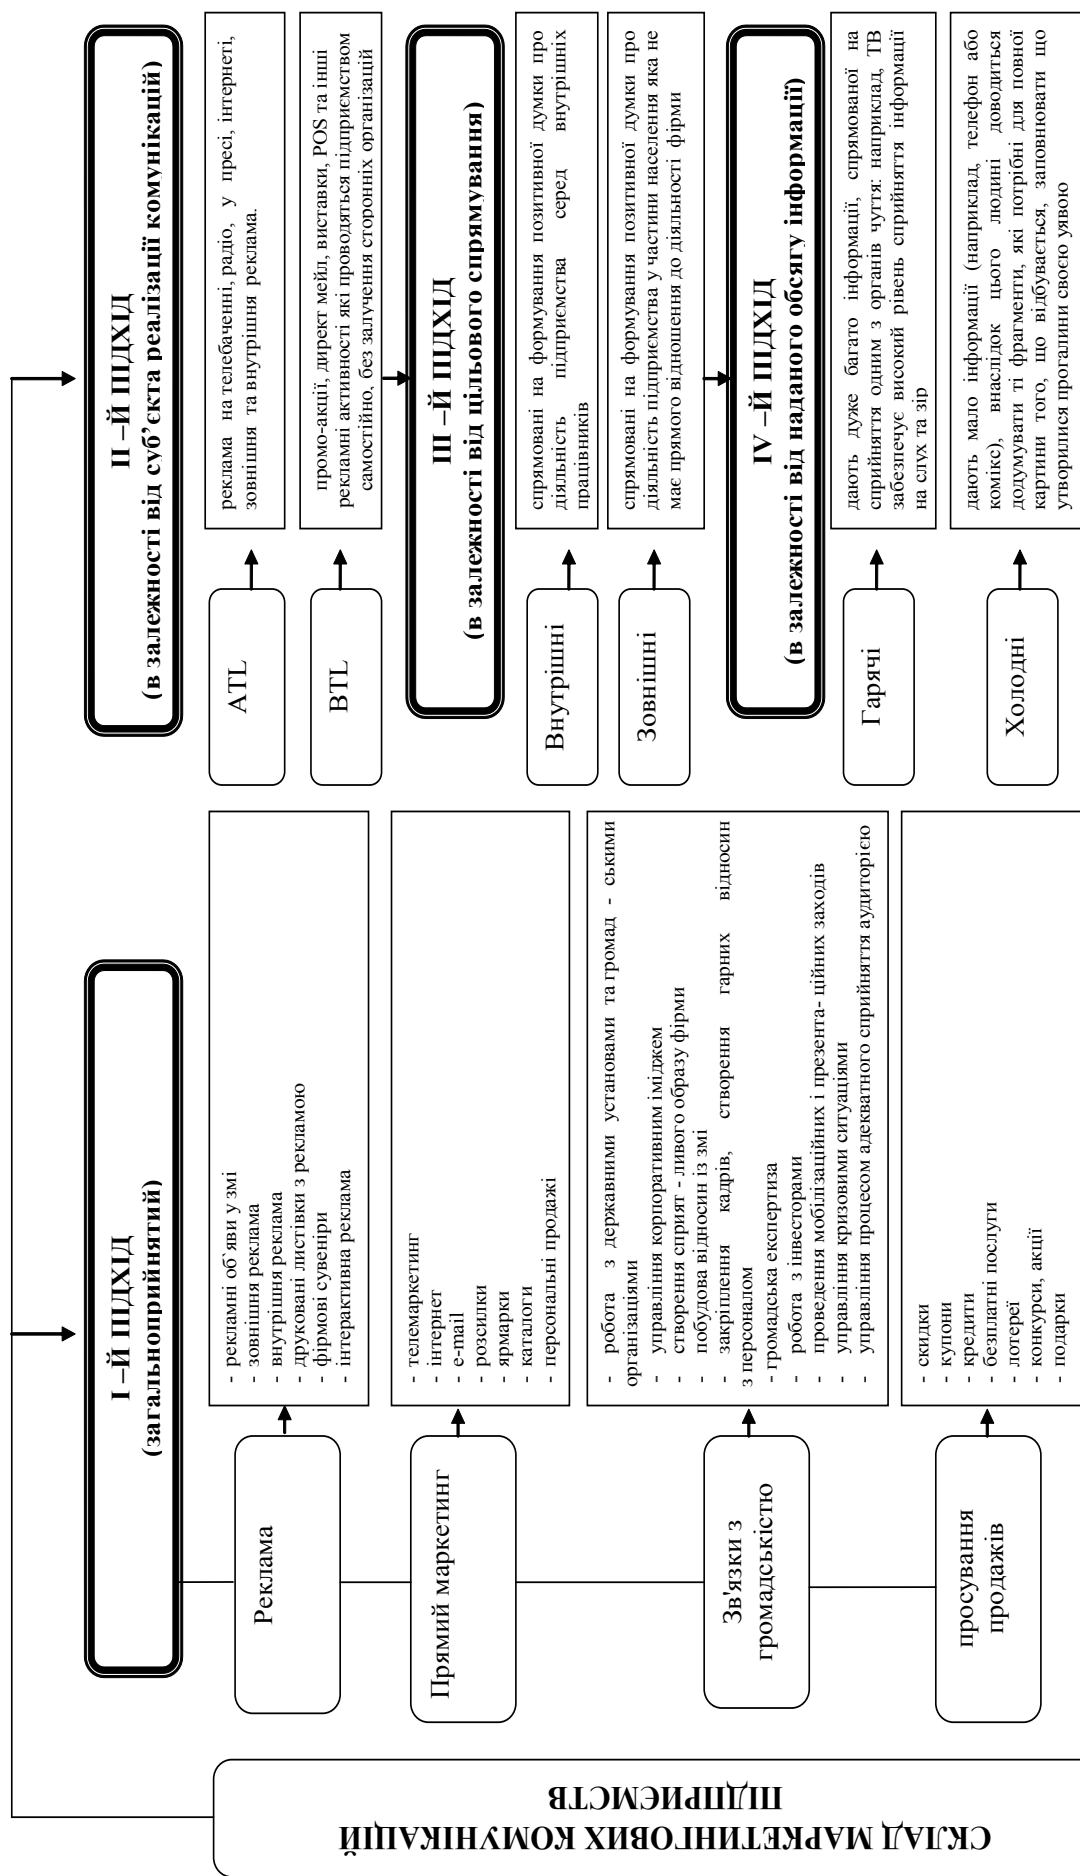 СКЛАД МАРКЕТИНГОВИХ КОМУНІКАЦІЙ
ПІДПРИЄМСТВ
I –Й ПІДХІД
(загальноприйнятий)
Реклама
- рекламні об`яви у змі
- зовнішня реклама
- внутрішня реклама
- друковані листівки з рекламою
- фірмові сувеніри
- інтерактивна реклама
Прямий маркетинг
- телемаркетинг
- інтернет
- e-mail
- розсилки
- ярмарки
- каталоги
- персональні продажі
Зв'язки з
громадськістю
- робота з державними установами та громад - ськими
організаціями
- управління корпоративним іміджем
- створення сприят - ливого образу фірми
- побудова відносин із змі
- закріплення кадрів, створення гарних відносин
з персоналом
- громадська експертиза
- робота з інвесторами
- проведення мобілізаційних і презента- ційних заходів
- управління кризовими ситуаціями
- управління процесом адекватного сприйняття аудиторією
просування
продажів
- скидки
- купони
- кредити
- безплатні послуги
- лотереї
- конкурси, акції
- подарки
II –Й ПІДХІД
(в залежності від суб’єкта реалізації комунікацій)
ATL
реклама на телебаченні, радіо, у пресі, інтернеті,
зовнішня та внутрішня реклама.
BTL
промо-акції, директ мейл, виставки, POS та інші
рекламні активності які проводяться підприємством
самостійно, без залучення сторонніх організацій
III –Й ПІДХІД
(в залежності від цільового спрямування)
Внутрішні
спрямовані на формування позитивної думки про
діяльність підприємства серед внутрішніх
працівників
Зовнішні
спрямовані на формування позитивної думки про
діяльність підприємства у частини населення яка не
має прямого відношення до діяльності фірми
IV –Й ПІДХІД
(в залежності від наданого обсягу інформації)
Гарячі
дають дуже багато інформації, спрямованої на
сприйняття одним з органів чуття: наприклад, ТВ
забезпечує високий рівень сприйняття інформації
на слух та зір
Холодні
дають мало інформації (наприклад, телефон або
комікс), внаслідок цього людині доводиться
додумувати ті фрагменти, які потрібні для повної
картини того, що відбувається, заповнювати що
утворилися прогалини своєю уявою